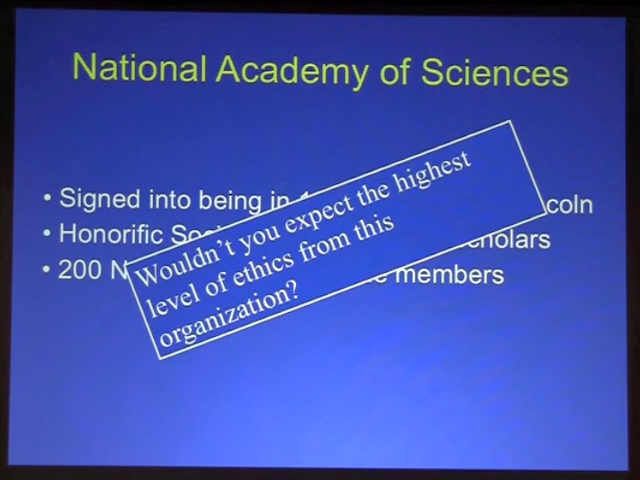 National Academy of Sciences
• Signed into being in coln
• Honorific
• 200 members
Wouldn't you expect the highest
level of ethics from this
organization?